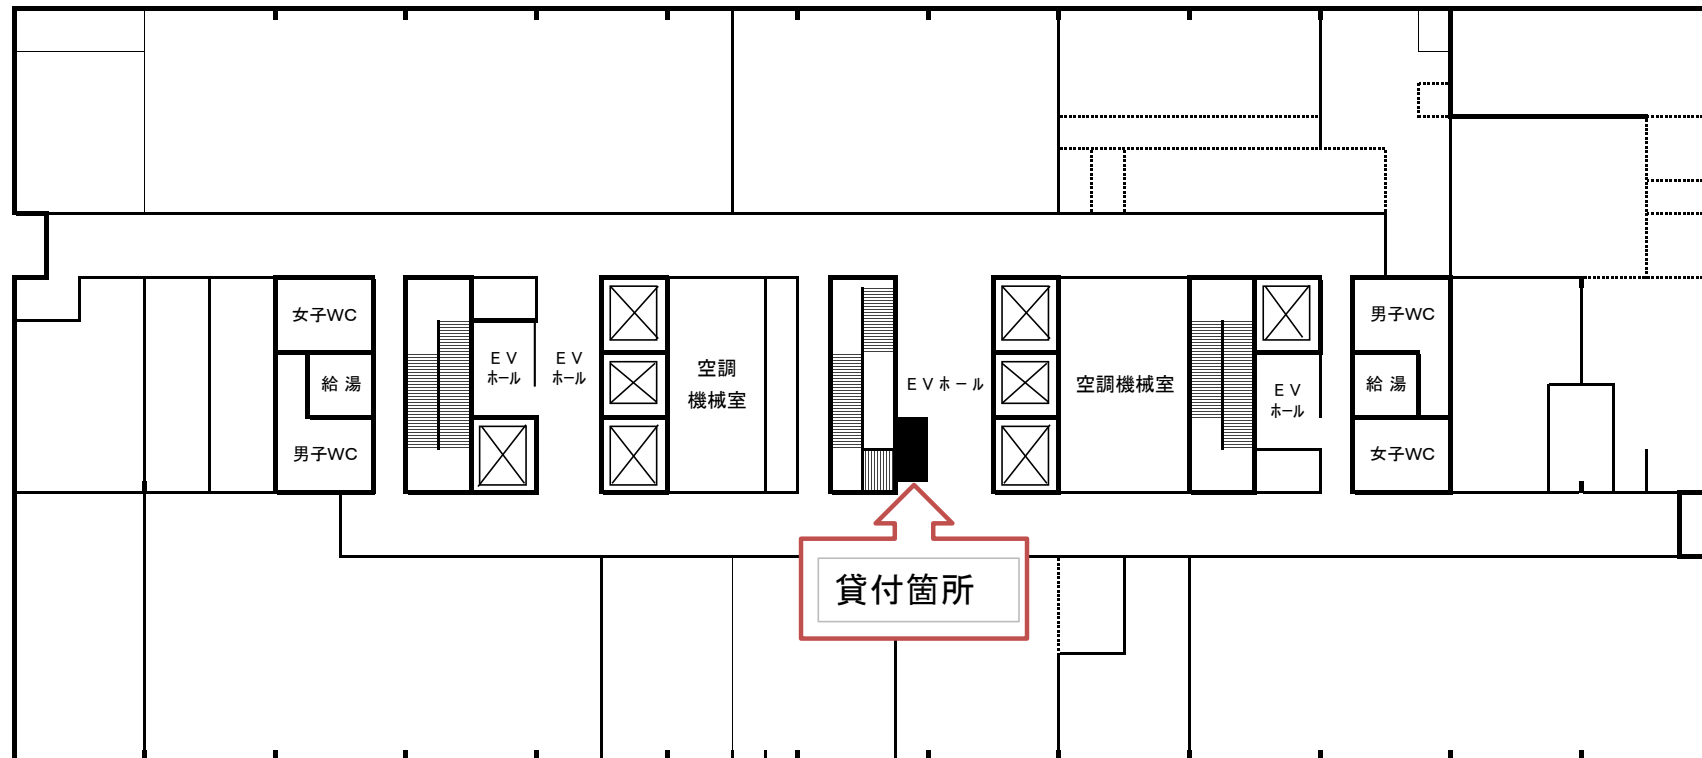 女子WC
給 湯
男子WC
ＥＶ
ﾎｰﾙ
ＥＶ
ﾎｰﾙ
空調
機械室
ＥＶホール
空調機械室
ＥＶ
ﾎｰﾙ
男子WC
給 湯
女子WC
貸付箇所